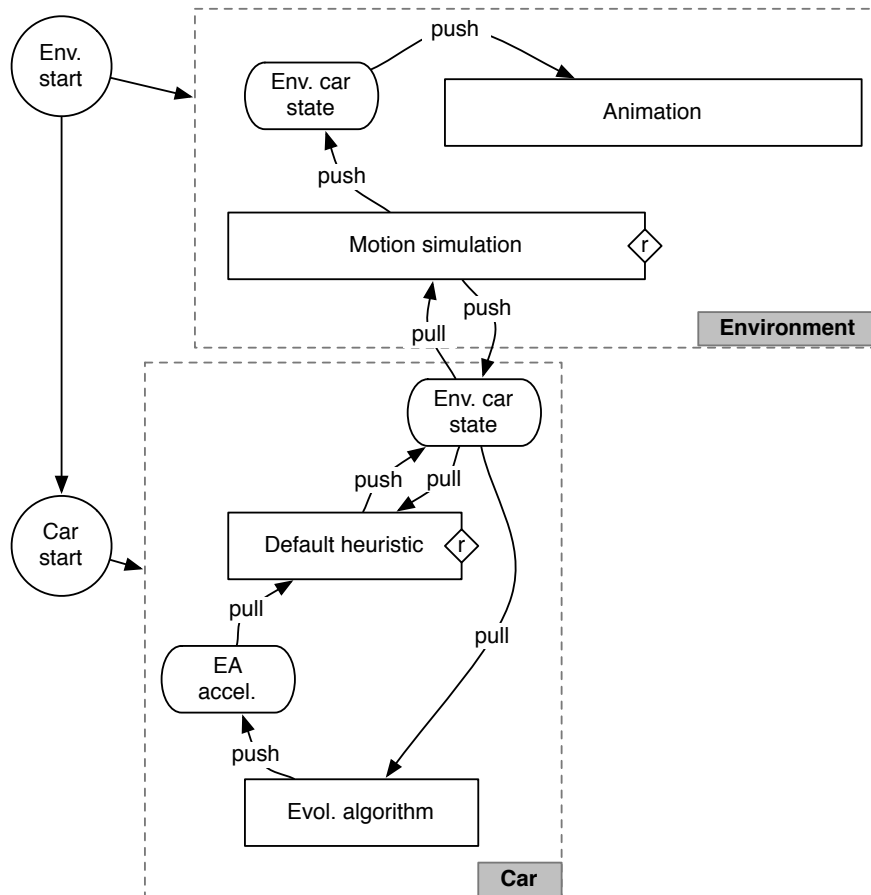 Env.
start
push
Env. car
state
Animation
push
Motion simulation
r
push
pull
Environment
Env. car
state
push
pull
Car
start
Default heuristic
r
pull
pull
EA
accel.
push
Evol. algorithm
Car